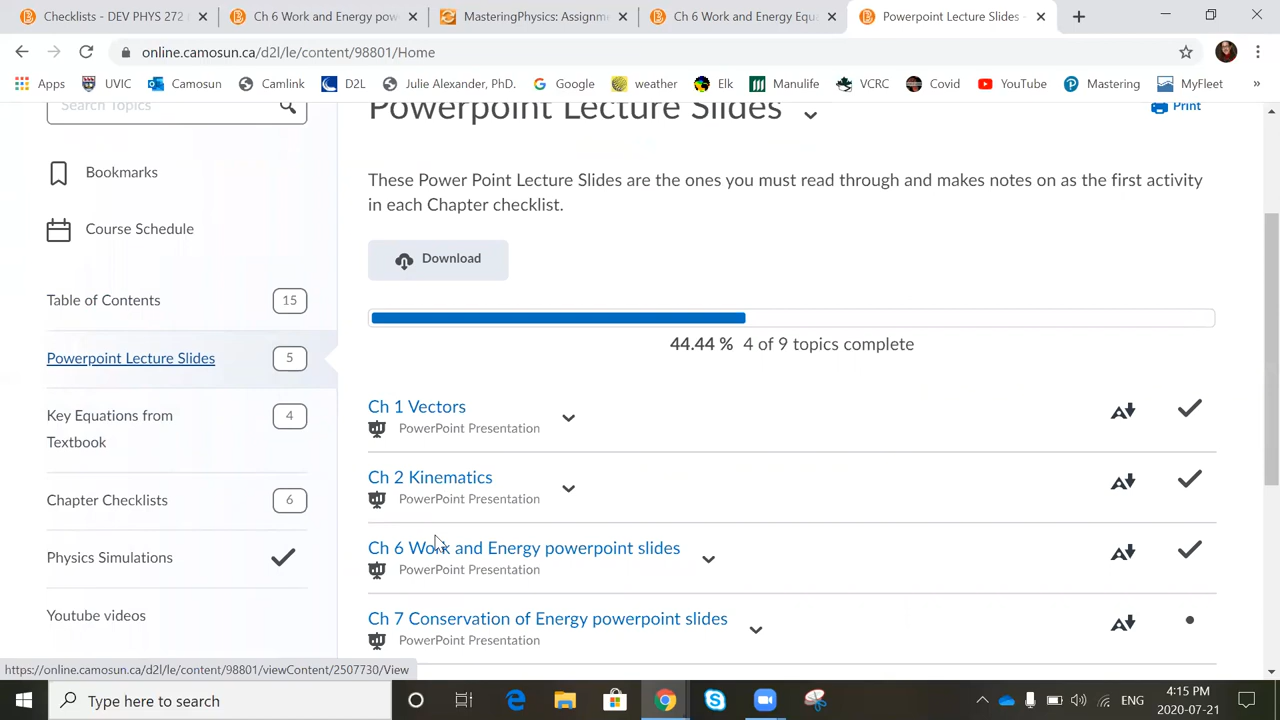 Checklists - DEV PHYS 272
Ch 6 Work and Energy pow
MasteringPhysics: Assignm
Ch 6 Work and Energy Equ
Powerpoint Lecture Slides -
online.camosun.ca/d2l/le/content/98801/Home
Apps UVIC Camosun Camlink D2L Julie Alexander, PhD. Google weather Elk Manulife VCRC Covid YouTube Mastering MyFleet »
Search Topics
Powerpoint Lecture Slides
Print
Bookmarks
These Power Point Lecture Slides are the ones you must read through and makes notes on as the first activity
in each Chapter checklist.
Course Schedule
Download
Table of Contents 15
44.44 % 4 of 9 topics complete
Powerpoint Lecture Slides 5
Key Equations from
Textbook
4
Chapter Checklists 6
Physics Simulations
Youtube videos
Ch 1 Vectors
PowerPoint Presentation
Ch 2 Kinematics
PowerPoint Presentation
Ch 6 Work and Energy powerpoint slides
PowerPoint Presentation
Ch 7 Conservation of Energy powerpoint slides
PowerPoint Presentation
https://online.camosun.ca/d2l/le/content/98801/viewContent/2507730/View
Type here to search
ENG
4:15 PM
2020-07-21